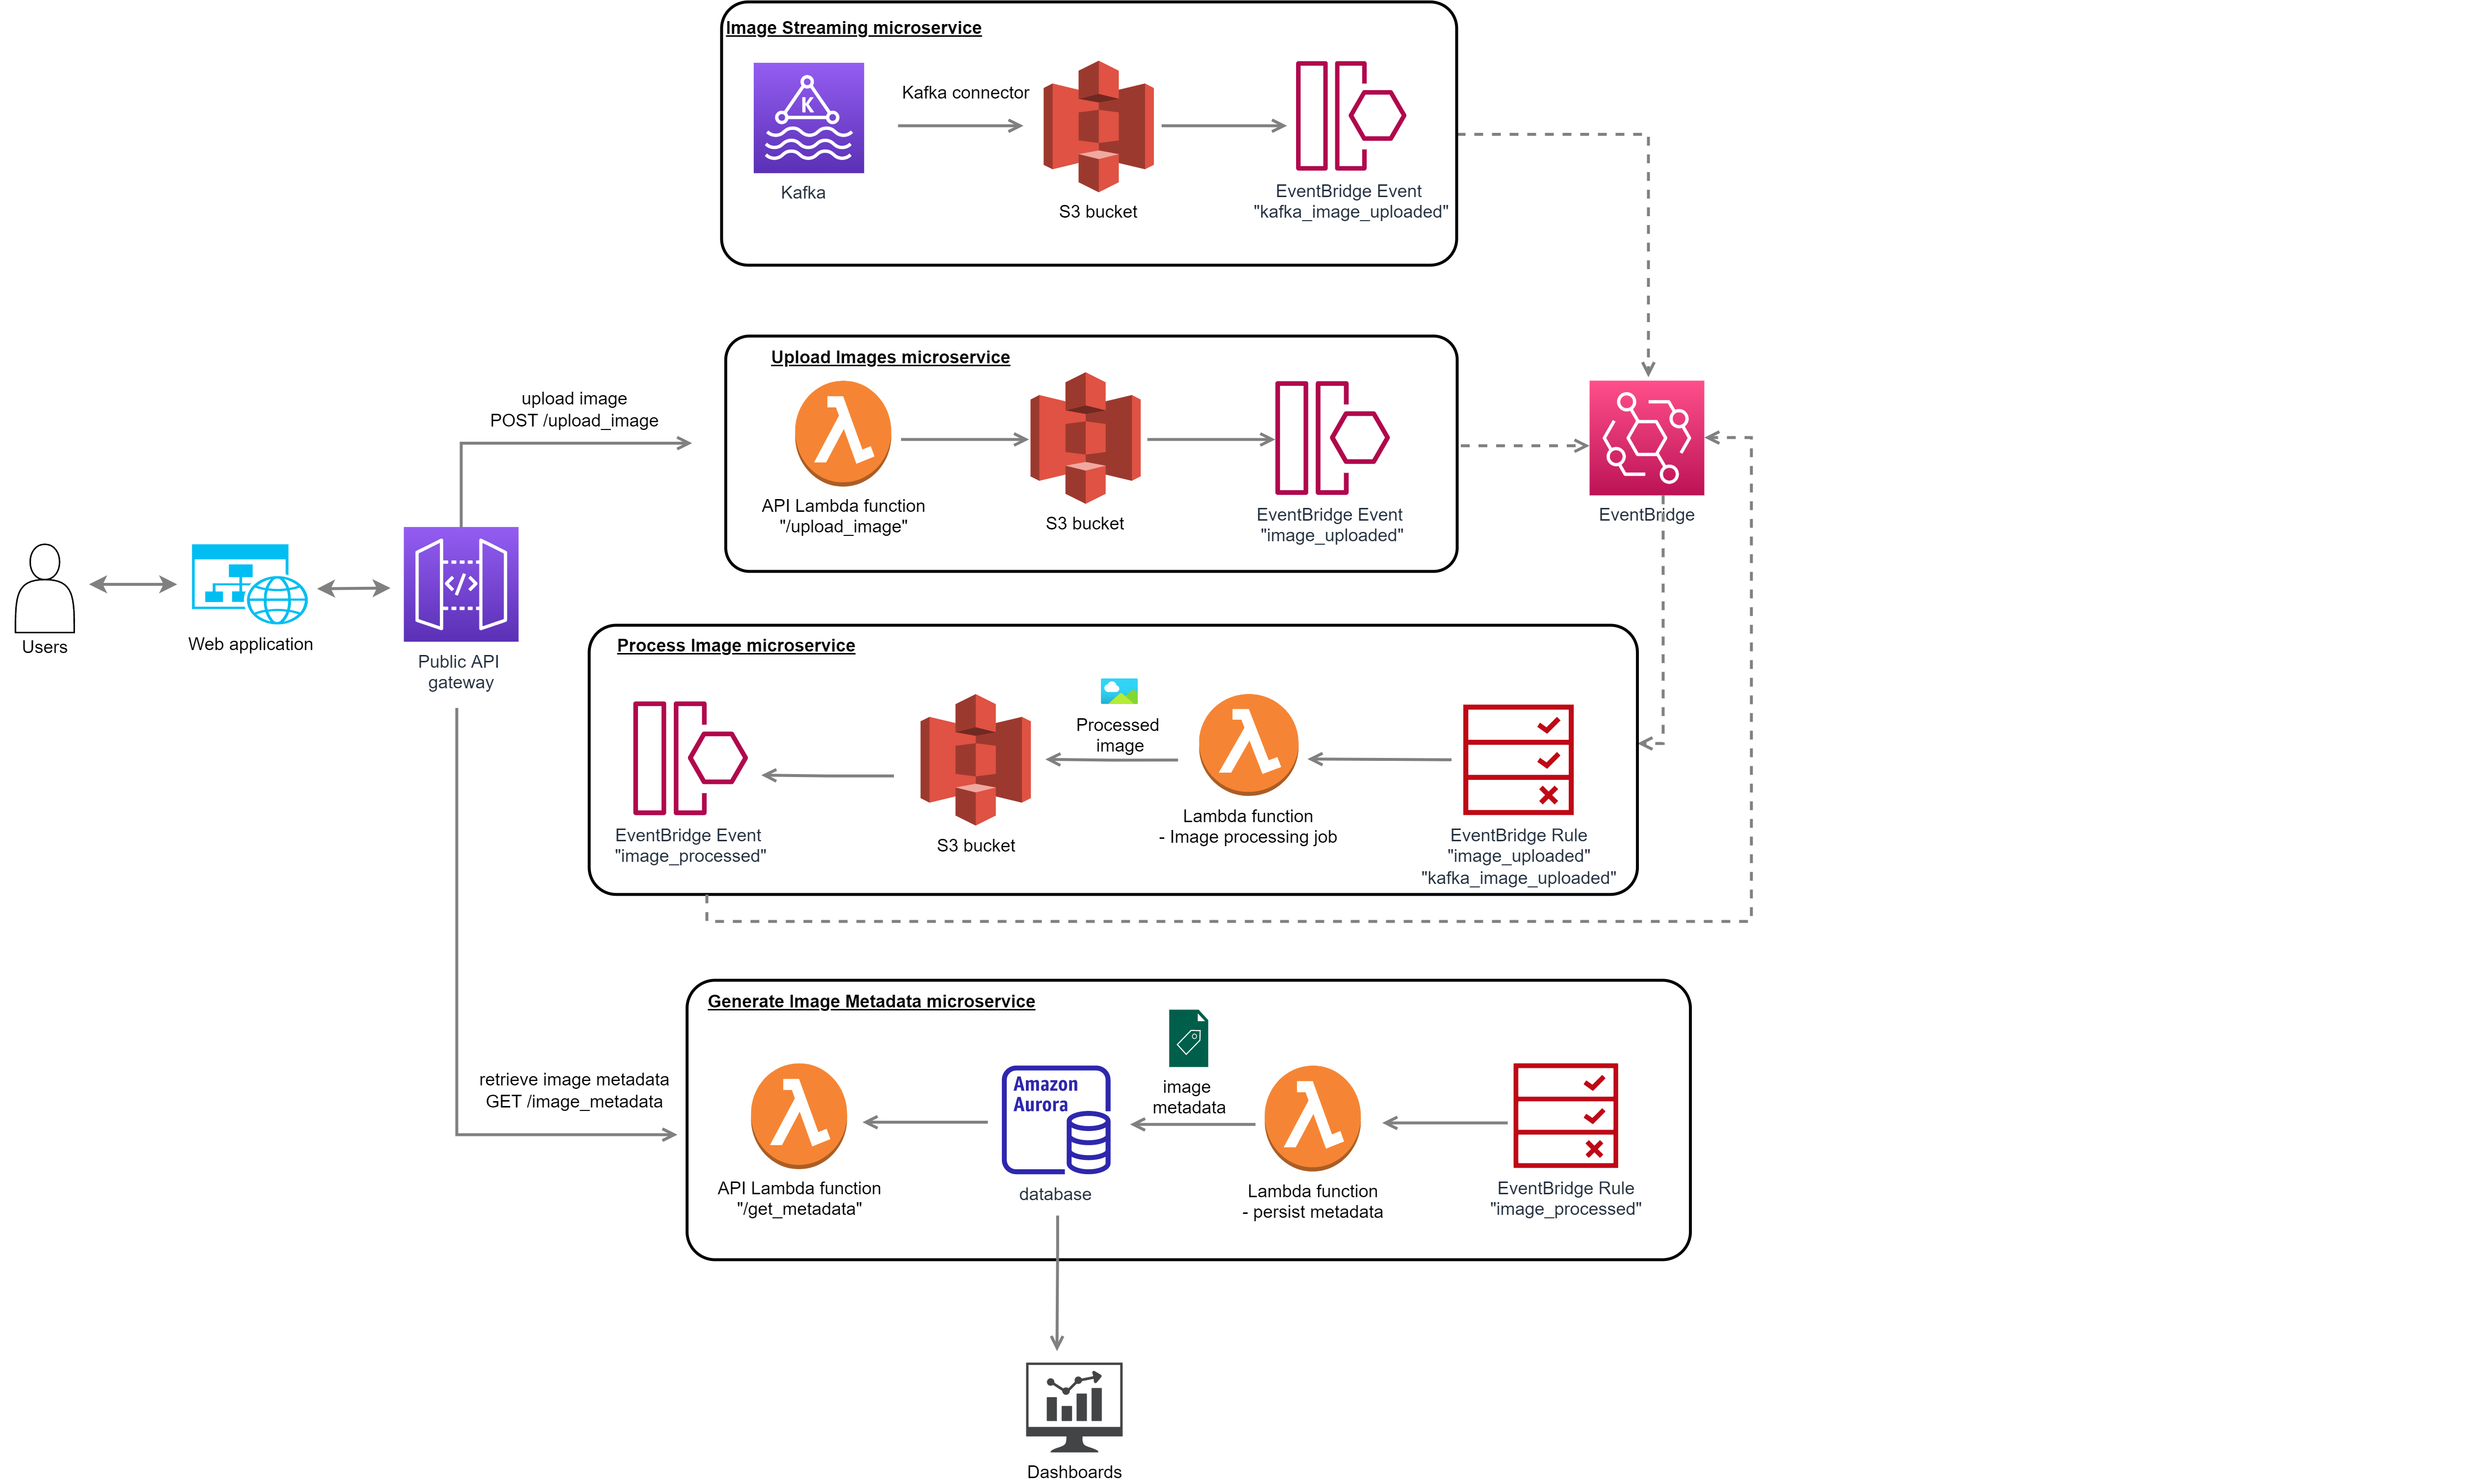 Image Streaming microservice
Kafka connector
K
Kafka
S3 bucket
EventBridge Event
"kafka_image_uploaded"
Upload Images microservice
upload image
POST /upload_image
API Lambda function
"/upload_image"
S3 bucket
EventBridge Event
"image_uploaded"
EventBridge
Users
Web application
</>
Public API
gateway
Process Image microservice
Processed
image
EventBridge Event
"image_processed"
S3 bucket
Lambda function
- Image processing job
EventBridge Rule
"image_uploaded"
"kafka_image_uploaded"
Generate Image Metadata microservice
retrieve image metadata
GET /image_metadata
Amazon
Aurora
image
metadata
API Lambda function
"/get_metadata"
database
Lambda function
- persist metadata
EventBridge Rule
"image_processed"
Dashboards